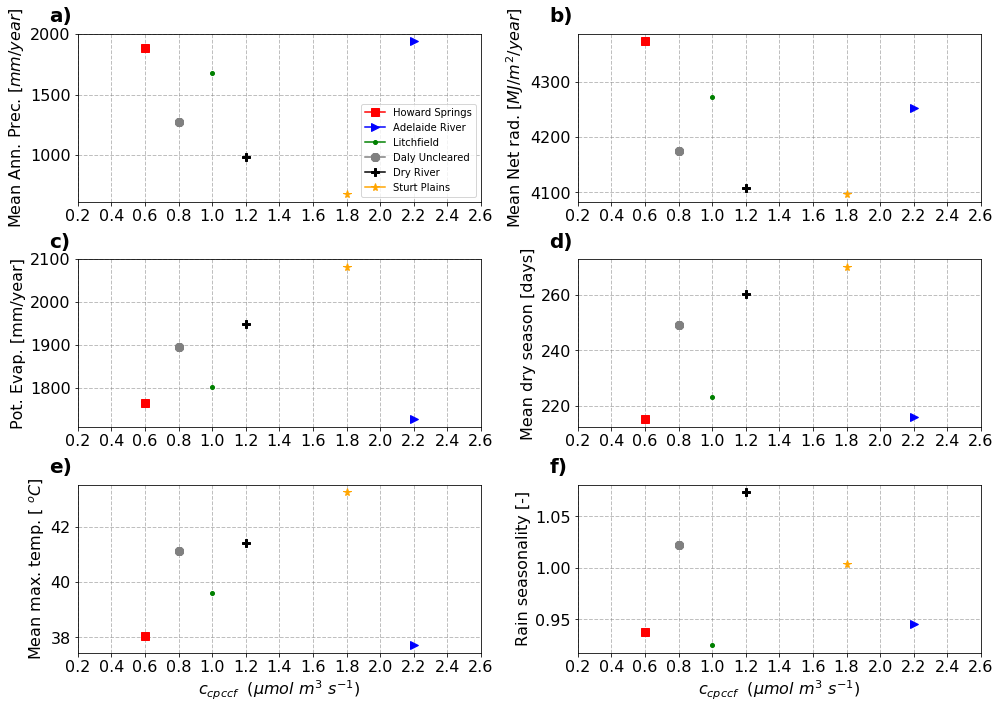 a)
Mean Ann. Prec. [mm/year]
2000
1500
1000
0.2 0.4 0.6 0.8 1.0 1.2 1.4 1.6 1.8 2.0 2.2 2.4 2.6
Howard Springs
Adelaide River
Litchfield
Daly Uncleared
Dry River
Sturt Plains
b)
Mean Net rad. [MJ/m²/year]
4300
4200
4100
0.2 0.4 0.6 0.8 1.0 1.2 1.4 1.6 1.8 2.0 2.2 2.4 2.6
c)
Pot. Evap. [mm/year]
2100
2000
1900
1800
0.2 0.4 0.6 0.8 1.0 1.2 1.4 1.6 1.8 2.0 2.2 2.4 2.6
d)
Mean dry season [days]
260
240
220
0.2 0.4 0.6 0.8 1.0 1.2 1.4 1.6 1.8 2.0 2.2 2.4 2.6
e)
Mean max. temp. [ °C]
42
40
38
0.2 0.4 0.6 0.8 1.0 1.2 1.4 1.6 1.8 2.0 2.2 2.4 2.6
c_cpccf (μmol m³ s⁻¹)
f)
Rain seasonality [-]
1.05
1.00
0.95
0.2 0.4 0.6 0.8 1.0 1.2 1.4 1.6 1.8 2.0 2.2 2.4 2.6
c_cpccf (μmol m³ s⁻¹)